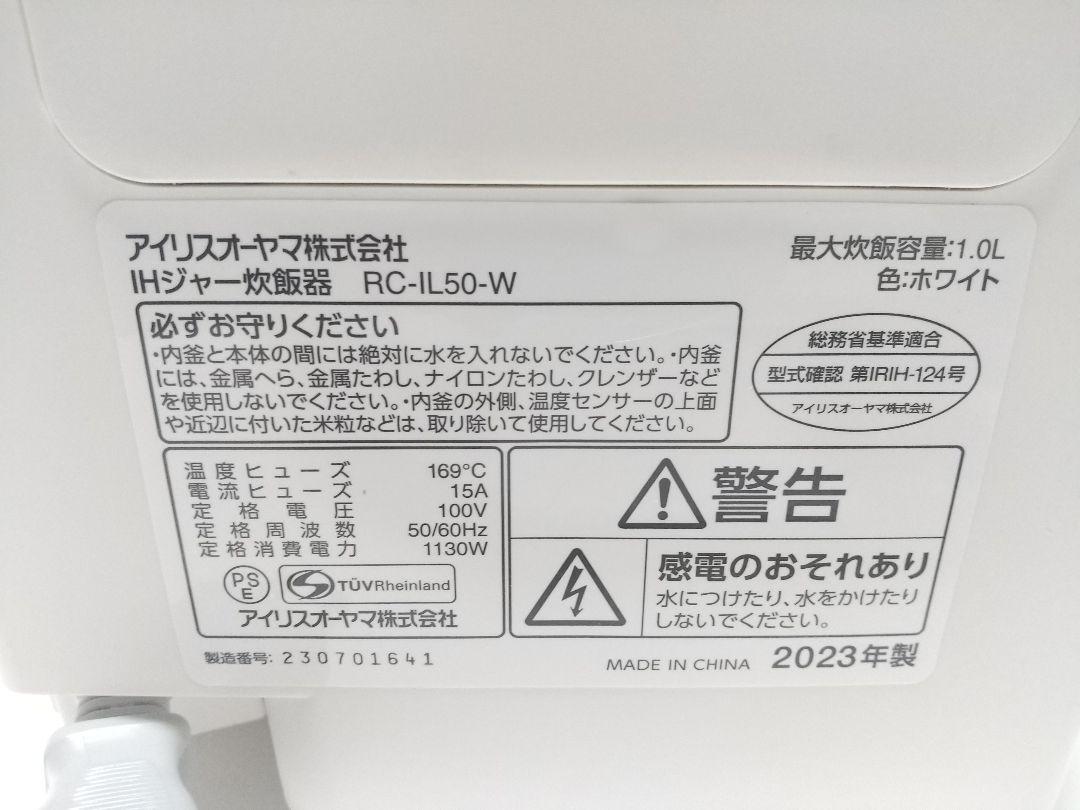 アイリスオーヤマ株式会社
IHジャー炊飯器 RC-IL50-W
最大炊飯容量:1.0L
色:ホワイト
必ずお守りください
・内釜と本体の間には絶対に水を入れないでください。・内釜
には、金属へら、金属たわし、ナイロンたわし、クレンザーなど
を使用しないでください。・内釜の外側、温度センサーの上面
や近辺に付いた米粒などは、取り除いて使用してください。
総務省基準適合
型式確認 第IRIH-124号
アイリスオーヤマ株式会社
温度ヒューズ 169°C
電流ヒューズ 15A
定格電圧 100V
定格周波数 50/60Hz
定格消費電力 1130W
PS
E
TÜVRheinland
アイリスオーヤマ株式会社
警告
感電のおそれあり
水につけたり、水をかけたり
しないでください。
製造番号: 230701641
MADE IN CHINA 2023年製